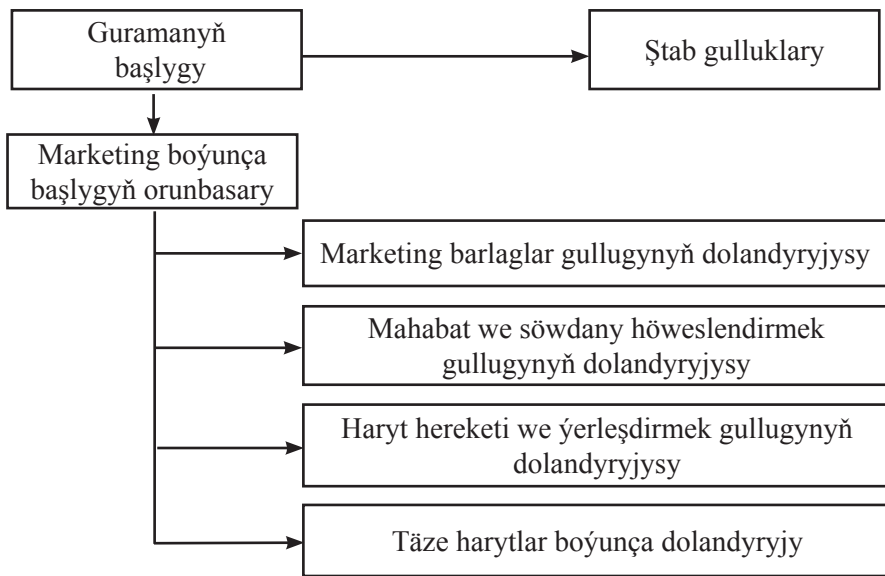 Guramanyň
başlygy
Ştab gulluklary
Marketing boýunça
başlygyň orunbasary
Marketing barlaglar gullugynyň dolandyryjysy
Mahabat we söwdany höweslendirmek
gullugynyň dolandyryjysy
Haryt hereketi we ýerleşdirmek gullugynyň
dolandyryjysy
Täze harytlar boýunça dolandyryjy